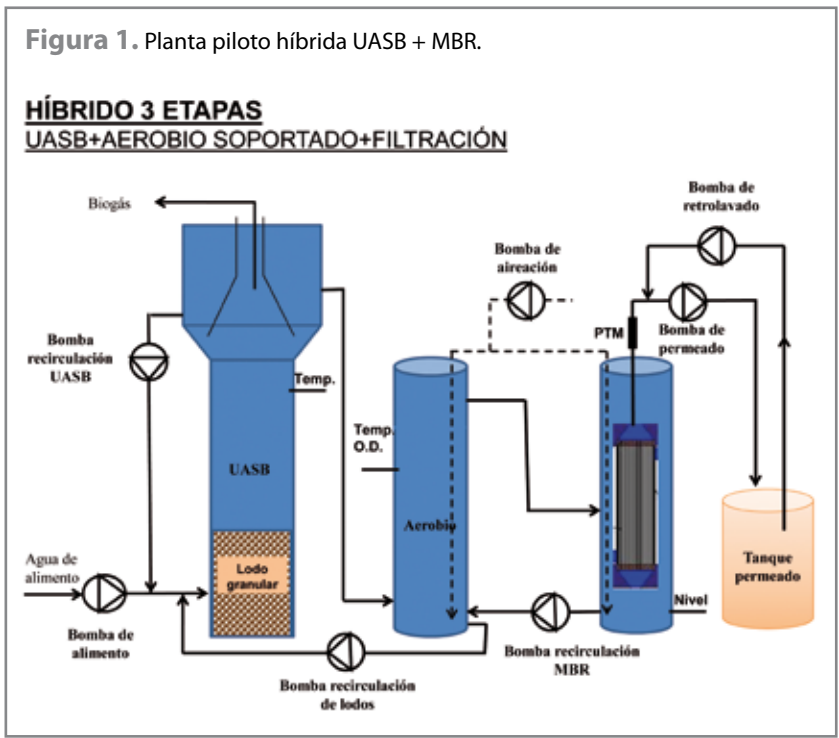 Figura 1. Planta piloto híbrida UASB + MBR.
HÍBRIDO 3 ETAPAS
UASB+AEROBIO SOPORTADO+FILTRACIÓN
Biogás
Bomba de
retrolavado
Bomba de
aireación
Bomba
recirculación
UASB
PTM
Bomba de
permeado
Temp.
Temp.
O.D.
UASB
Aerobio
Agua de
alimento
Lodo
granular
Tanque
permeado
Nivel
Bomba de
alimento
Bomba recirculación
MBR
Bomba recirculación
de lodos